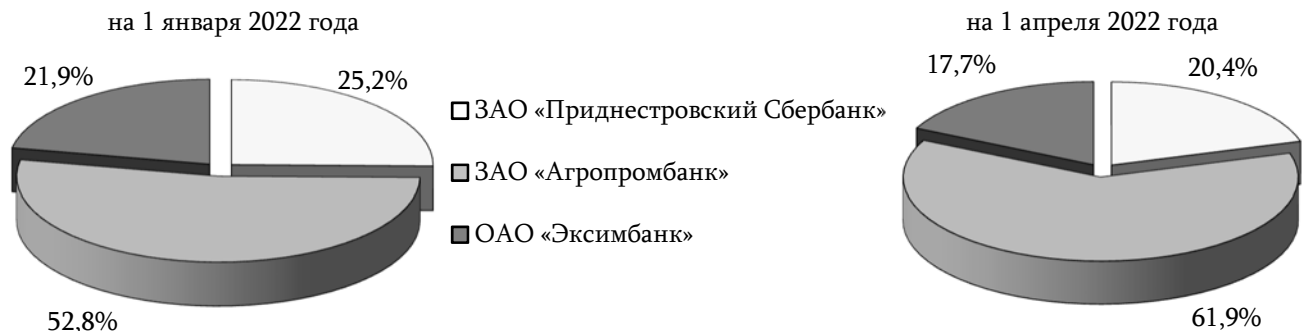 на 1 января 2022 года
21,9%
25,2%
52,8%
ЗАО «Приднестровский Сбербанк»
ЗАО «Агропромбанк»
ОАО «Эксимбанк»
на 1 апреля 2022 года
17,7%
20,4%
61,9%